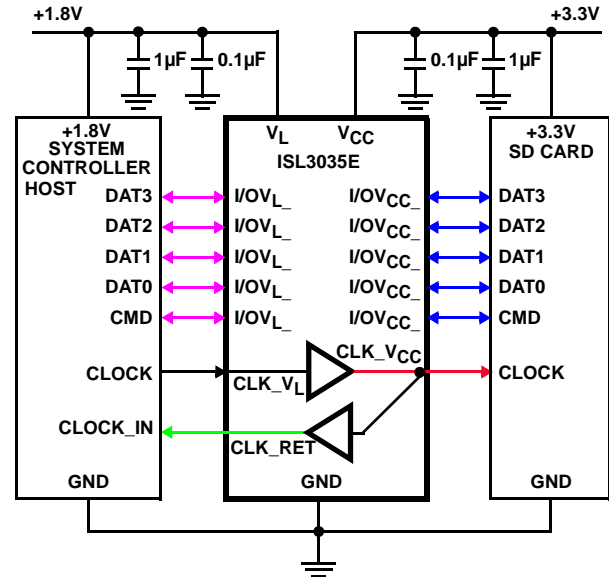 +1.8V
+3.3V
1µF 0.1µF
0.1µF 1µF
+1.8V
SYSTEM
CONTROLLER
HOST
DAT3
DAT2
DAT1
DAT0
CMD
CLOCK
CLOCK_IN
GND
VL
VCC
ISL3035E
I/OVL_
I/OVCC_
I/OVL_
I/OVCC_
I/OVL_
I/OVCC_
I/OVL_
I/OVCC_
I/OVL_
I/OVCC_
CLK_VCC
CLK_VL
CLK_RET
GND
+3.3V
SD CARD
DAT3
DAT2
DAT1
DAT0
CMD
CLOCK
GND